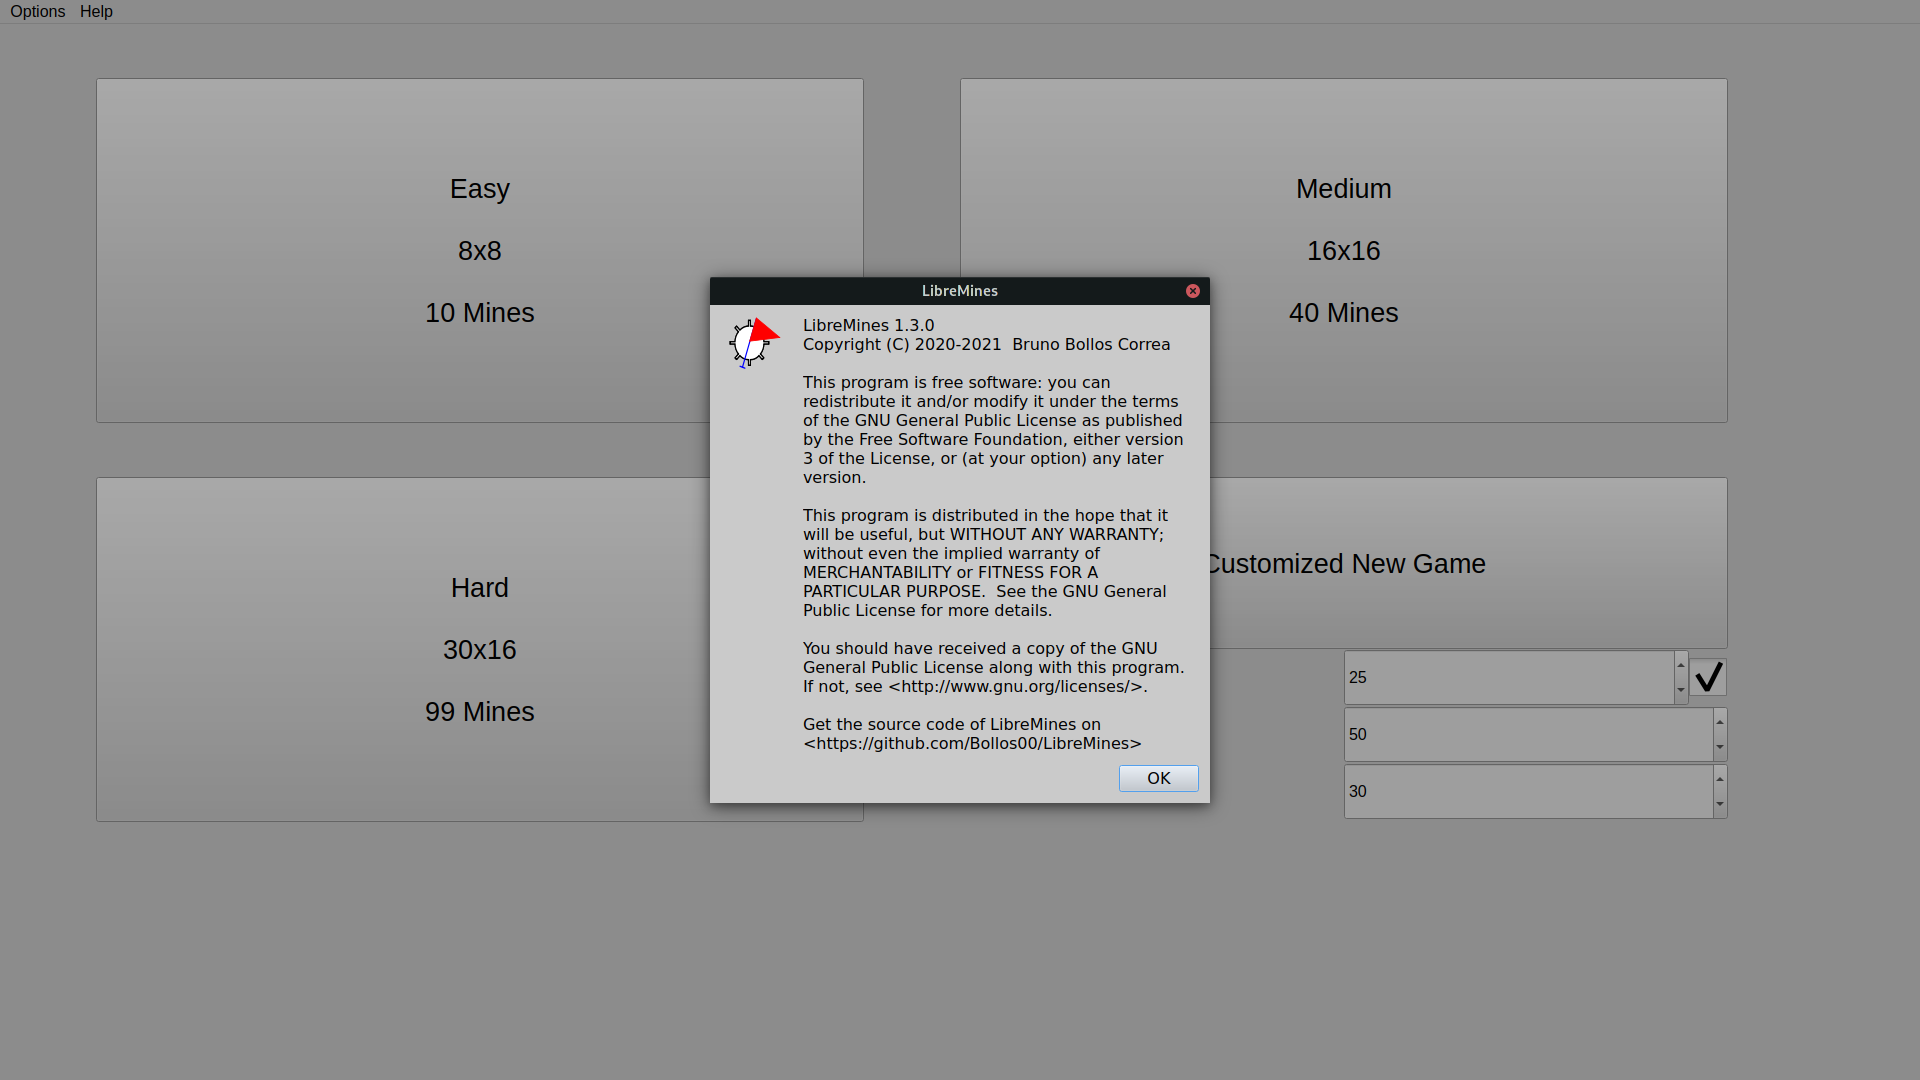 Options Help
Easy
8x8
10 Mines
Medium
16x16
40 Mines
LibreMines
LibreMines 1.3.0
Copyright (C) 2020-2021  Bruno Bollos Correa
This program is free software: you can
redistribute it and/or modify it under the terms
of the GNU General Public License as published
by the Free Software Foundation, either version
3 of the License, or (at your option) any later
version.
This program is distributed in the hope that it
will be useful, but WITHOUT ANY WARRANTY;
without even the implied warranty of
MERCHANTABILITY or FITNESS FOR A
PARTICULAR PURPOSE.  See the GNU General
Public License for more details.
You should have received a copy of the GNU
General Public License along with this program.
If not, see <http://www.gnu.org/licenses/>.
Get the source code of LibreMines on
<https://github.com/Bollos00/LibreMines>
OK
Hard
30x16
99 Mines
Customized New Game
25
50
30